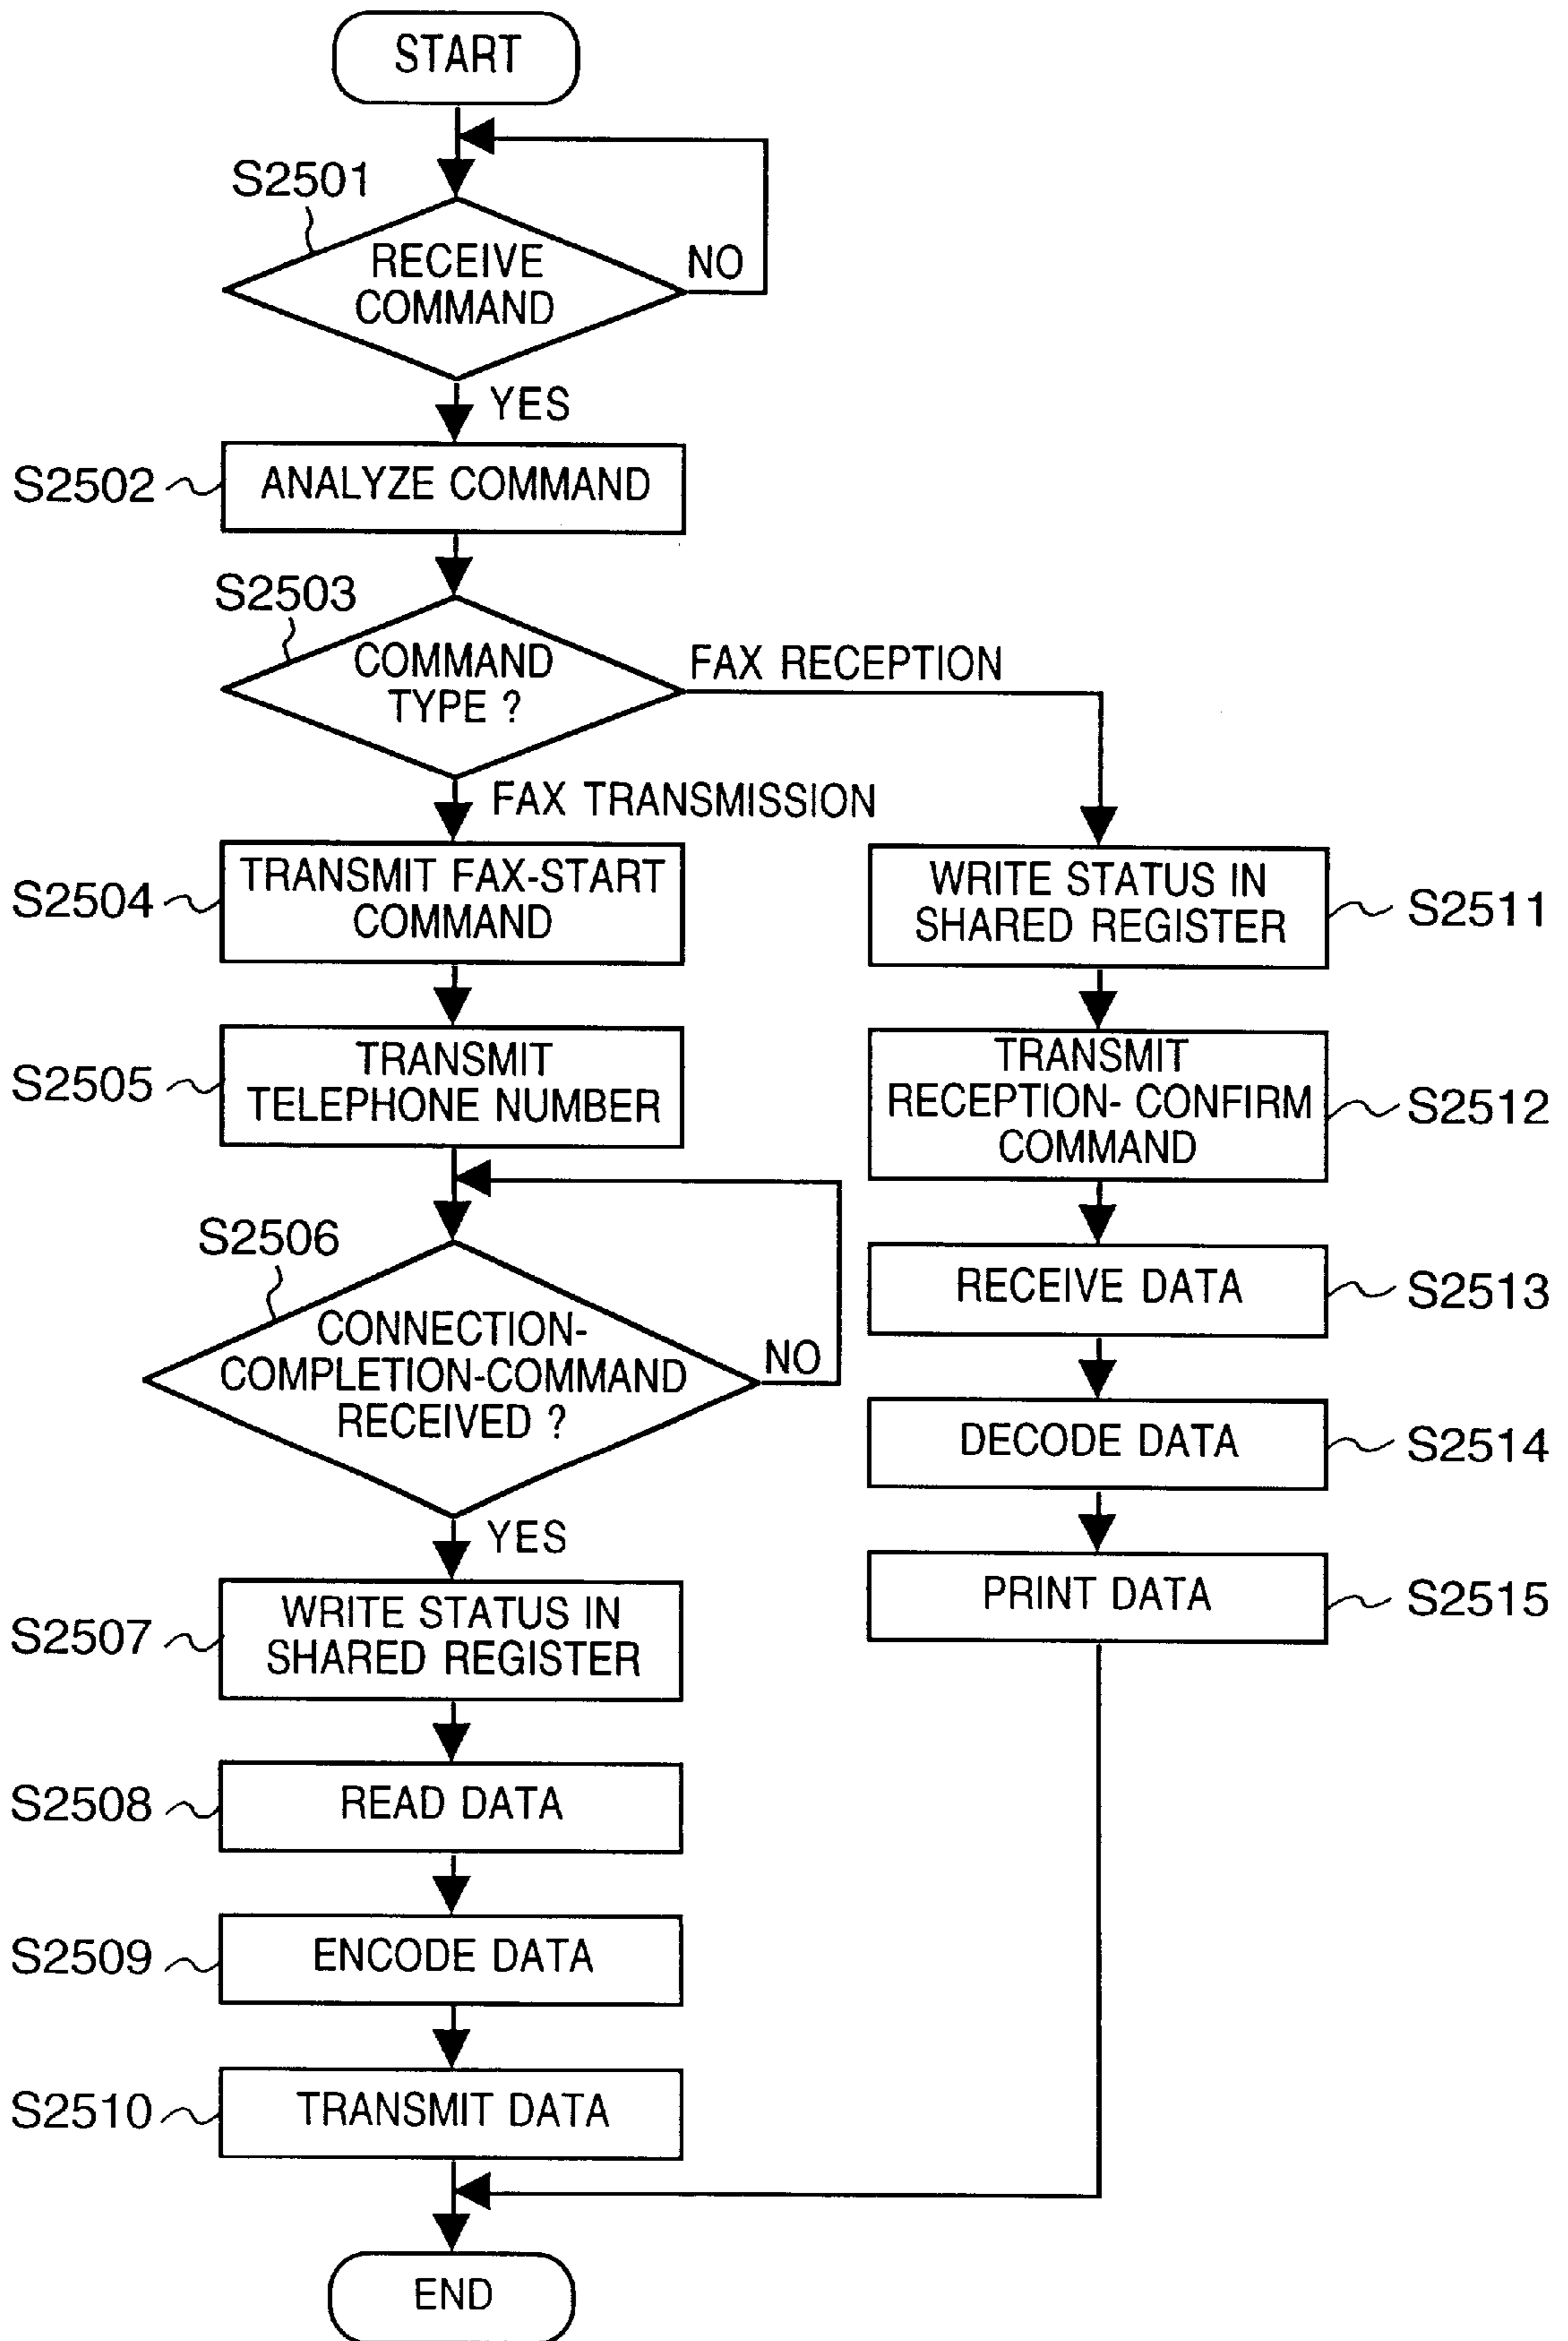 START
S2501
RECEIVE
COMMAND
NO
YES
S2502
ANALYZE COMMAND
S2503
COMMAND
TYPE ?
FAX RECEPTION
FAX TRANSMISSION
S2504
TRANSMIT FAX-START
COMMAND
S2505
TRANSMIT
TELEPHONE NUMBER
S2506
CONNECTION-
COMPLETION-COMMAND
RECEIVED ?
NO
YES
S2507
WRITE STATUS IN
SHARED REGISTER
S2508
READ DATA
S2509
ENCODE DATA
S2510
TRANSMIT DATA
WRITE STATUS IN
SHARED REGISTER
S2511
TRANSMIT
RECEPTION- CONFIRM
COMMAND
S2512
RECEIVE DATA
S2513
DECODE DATA
S2514
PRINT DATA
S2515
END